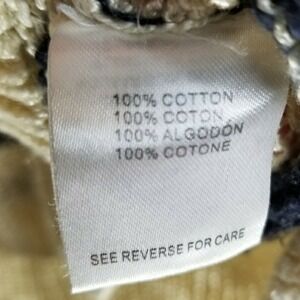 100% COTTON
100% COTON
100% ALGODÓN
100% COTONE
SEE REVERSE FOR CARE